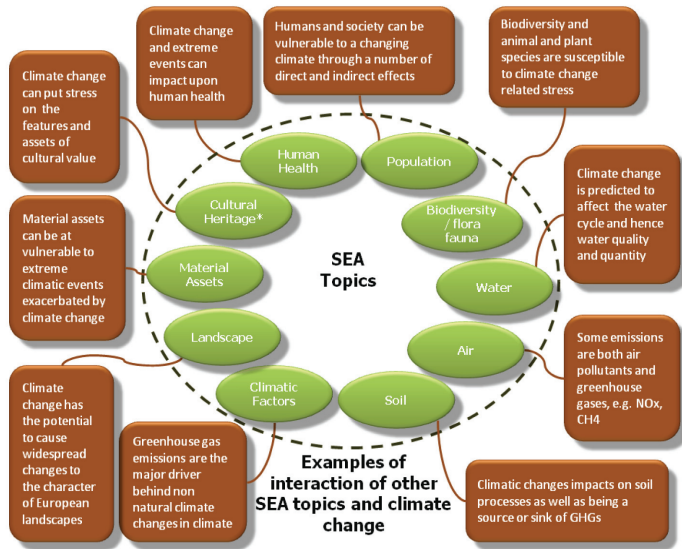 Climate change
and extreme
events can
impact upon
human health
Humans and society can be
vulnerable to a changing
climate through a number of
direct and indirect effects
Biodiversity and
animal and plant
species are susceptible
to climate change
related stress
Climate change
can put stress
on the
features and
assets of
cultural value
Human
Health
Population
Cultural
Heritage*
Biodiversity
/ flora
fauna
Climate change
is predicted to
affect the water
cycle and hence
water quality
and quantity
Material assets
can be at
vulnerable to
extreme
climatic events
exacerbated by
climate change
Material
Assets
SEA
Topics
Water
Landscape
Air
Some emissions
are both air
pollutants and
greenhouse
gases, e.g. NOx,
CH4
Climatic
Factors
Soil
Climate
change has
the potential
to cause
widespread
changes to
the character
of European
landscapes
Greenhouse gas
emissions are the
major driver
behind non
natural climate
changes in climate
Examples of
interaction of other
SEA topics and climate
change
Climatic changes impacts on soil
processes as well as being a
source or sink of GHGs